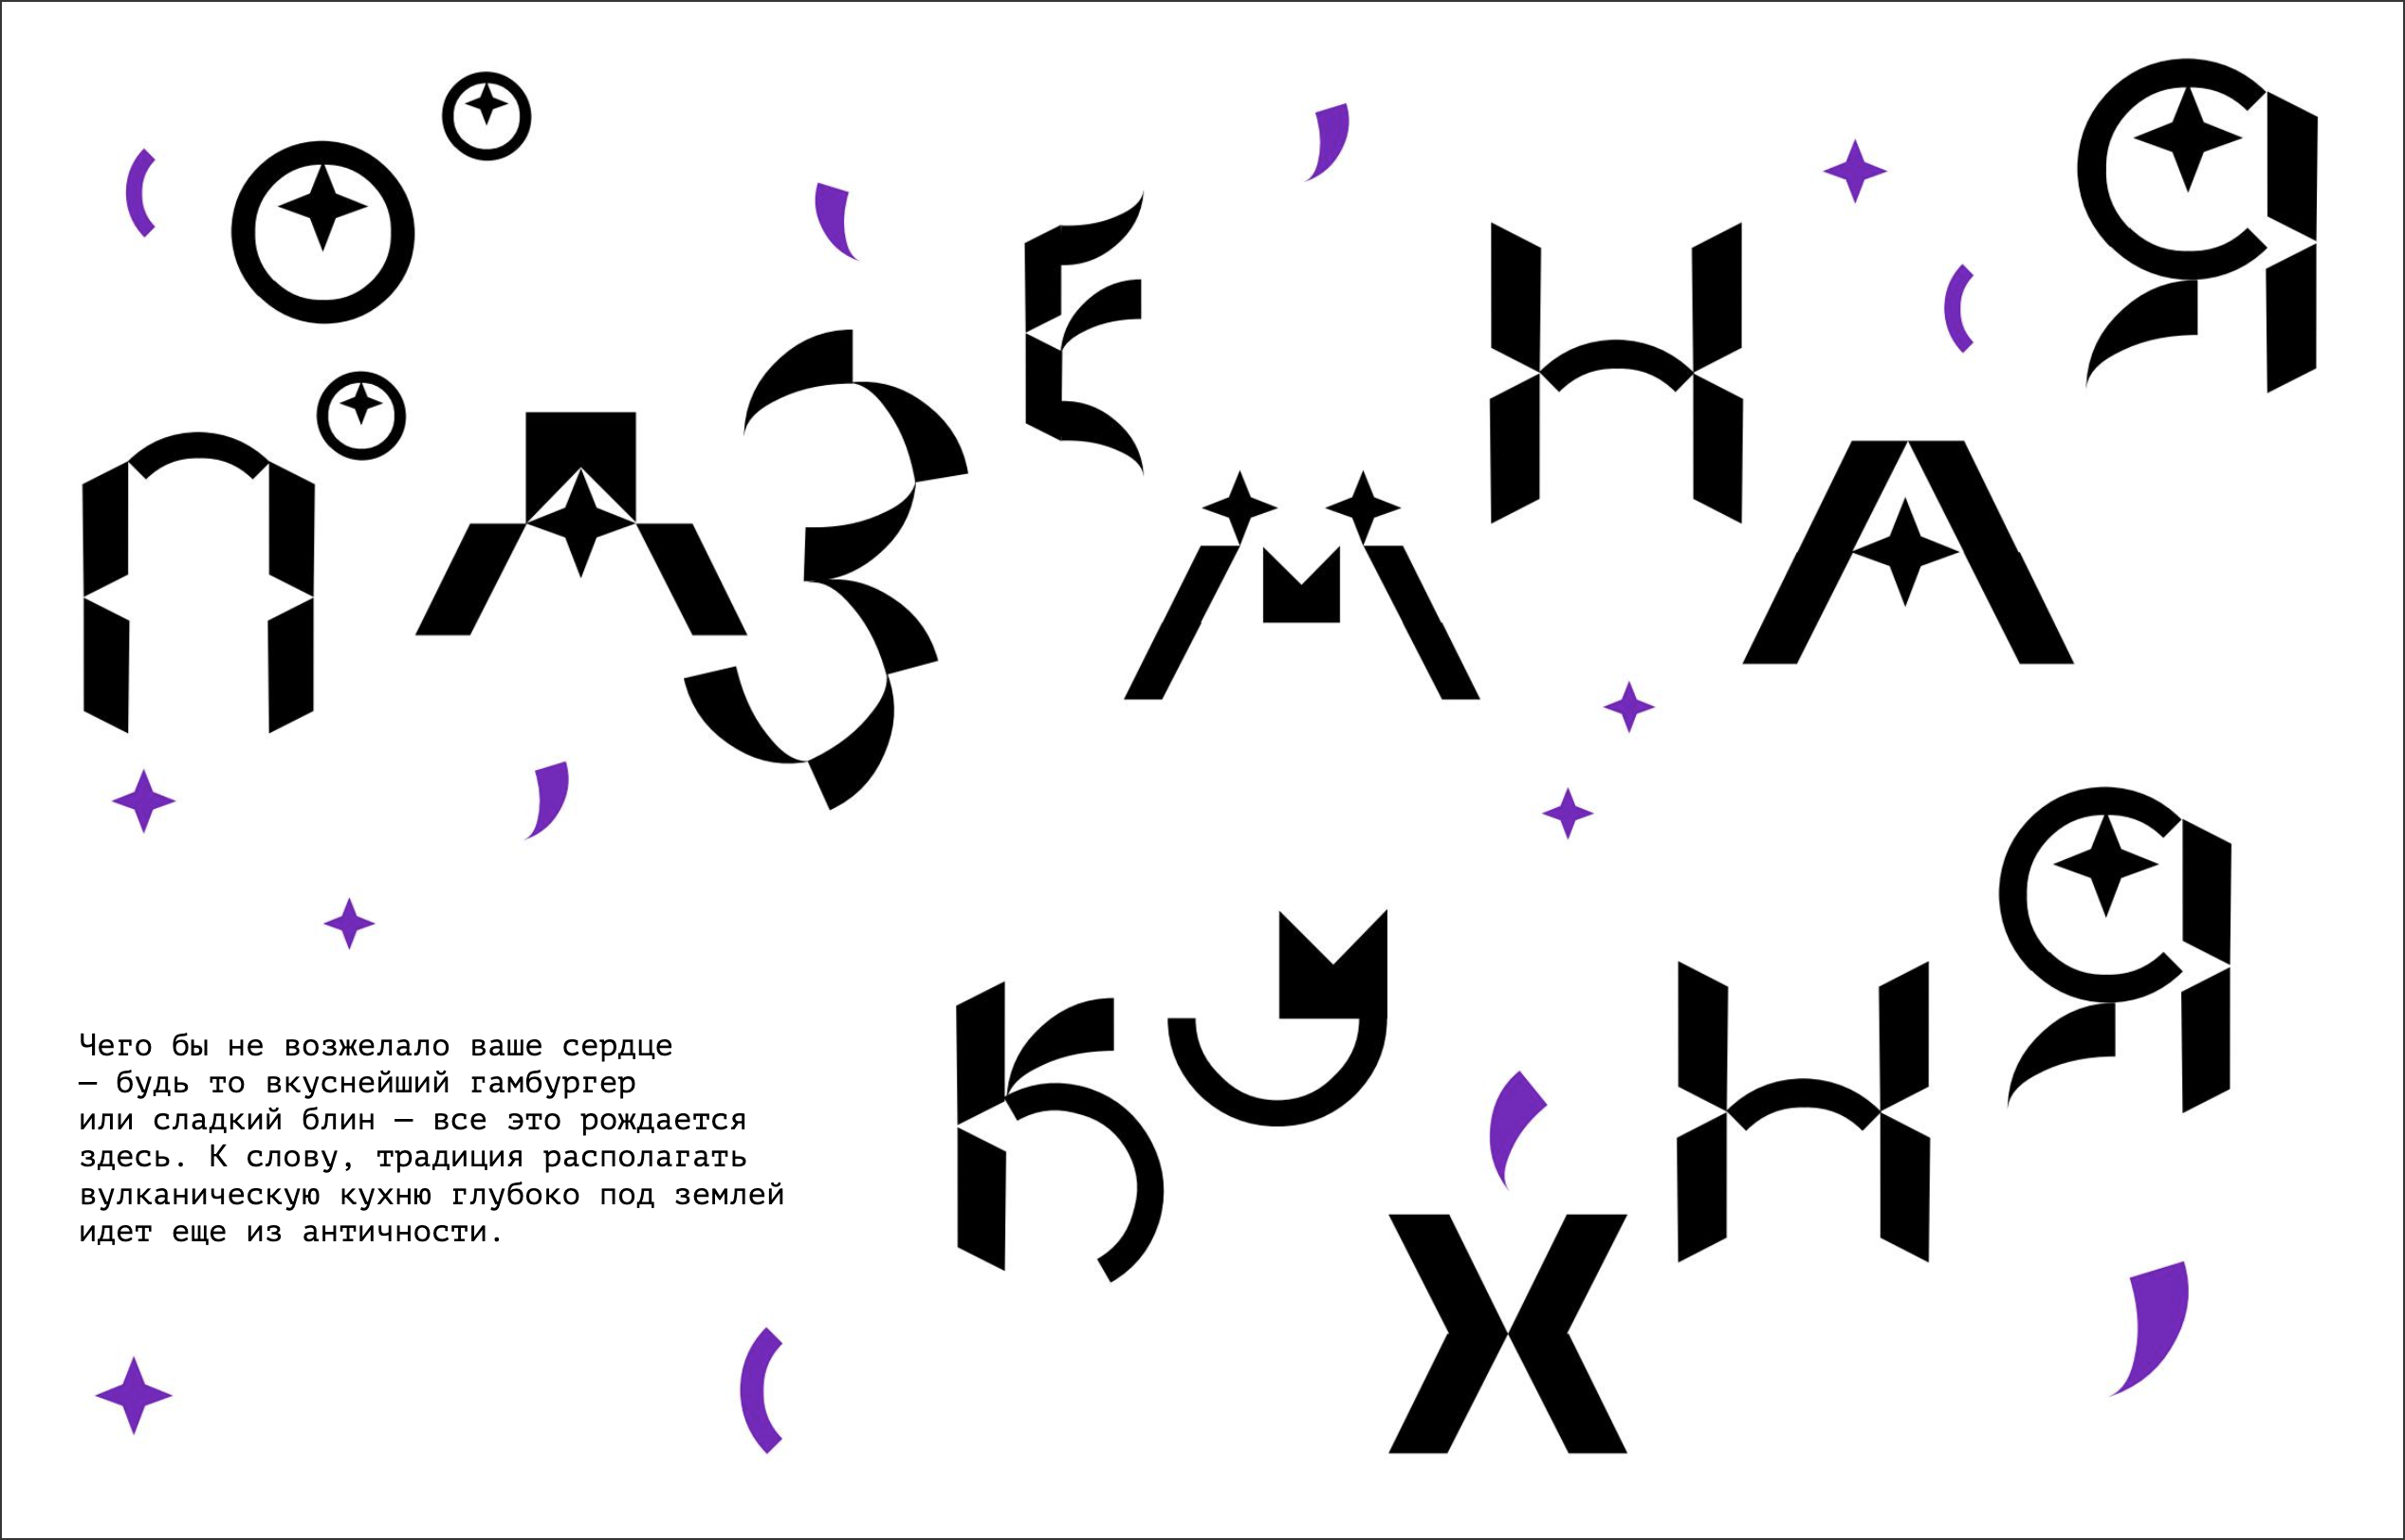 ПОДЗЕМНАЯ
КУХНЯ
Чего бы не возжелало ваше сердце
— будь то вкуснейший гамбургер
или сладкий блин — все это рождается
здесь. К слову, традиция располагать
вулканическую кухню глубоко под землей
идет еще из античности.